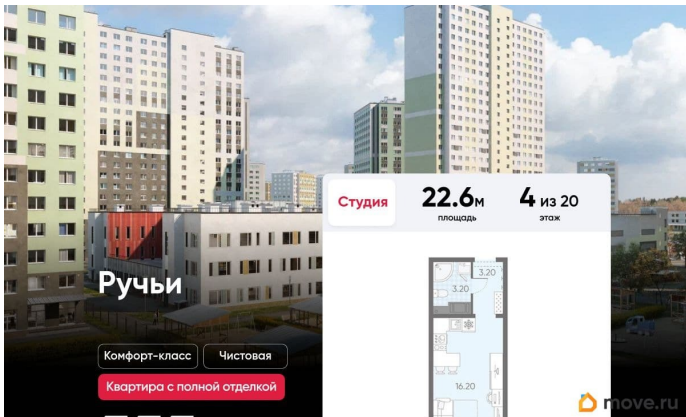 Студия
22.6м
площадь
4 из 20
этаж
3.20
3.20
16.20
Ручьи
Комфорт-класс
Чистовая
Квартира с полной отделкой
move.ru